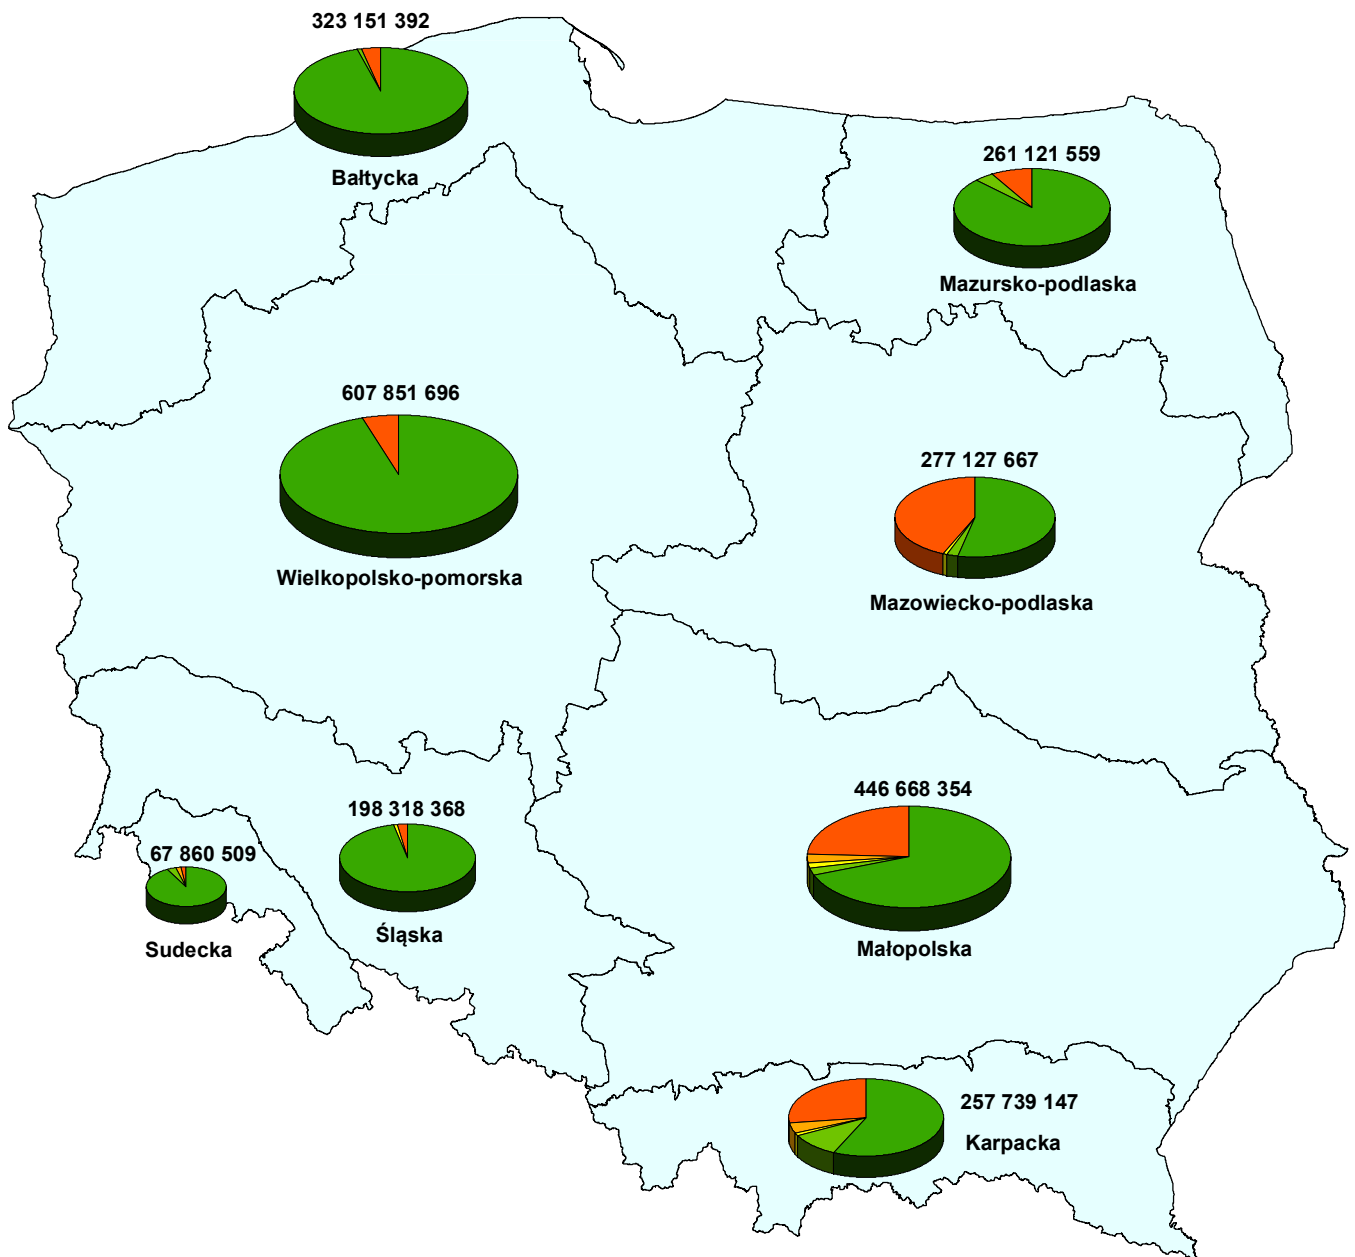 323 151 392
Bałtycka
261 121 559
Mazursko-podlaska
607 851 696
Wielkopolsko-pomorska
277 127 667
Mazowiecko-podlaska
446 668 354
Małopolska
198 318 368
Śląska
67 860 509
Sudecka
257 739 147
Karpacka